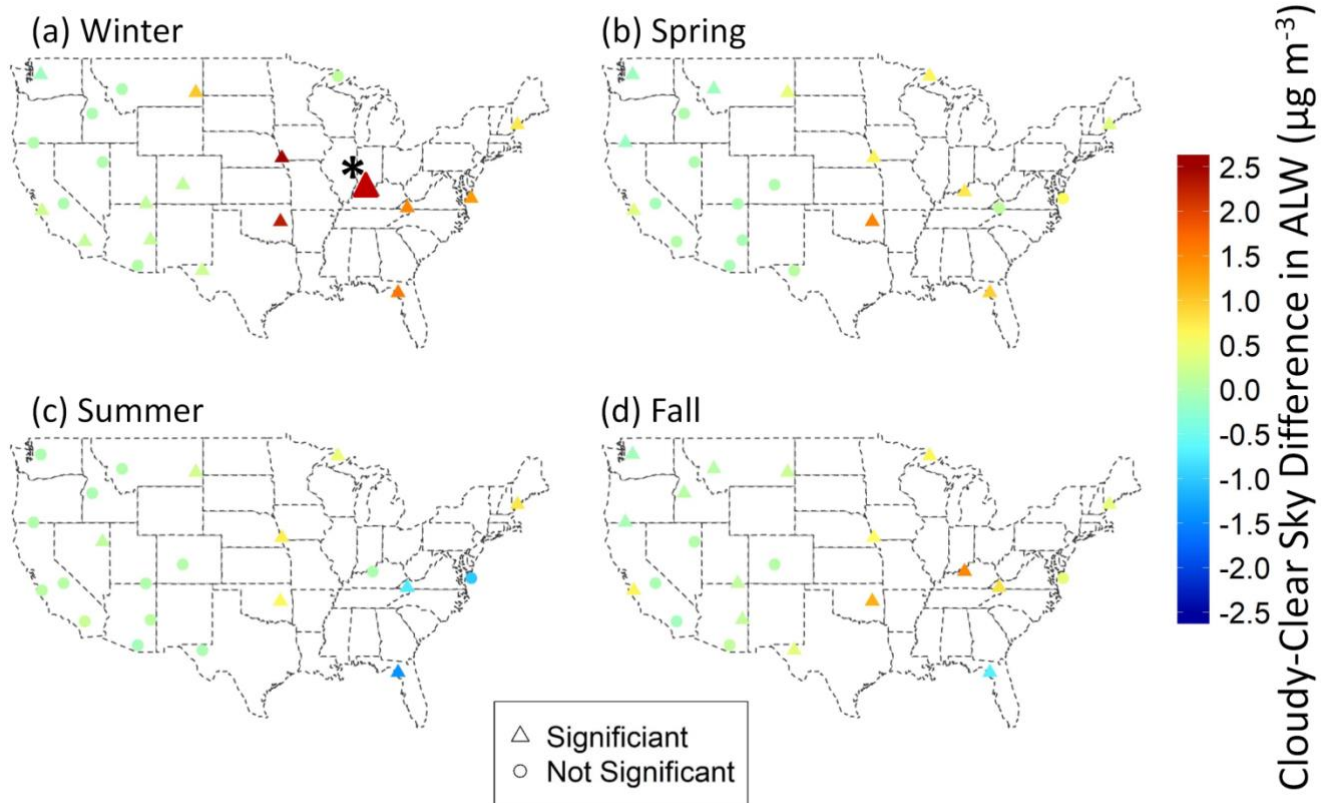 (a) Winter
(b) Spring
*
(c) Summer
(d) Fall
2.5
2.0
1.5
1.0
0.5
0.0
-0.5
-1.0
-1.5
-2.0
-2.5
Cloudy-Clear Sky Difference in ALW (μg m⁻³)
Significiant
Not Significant